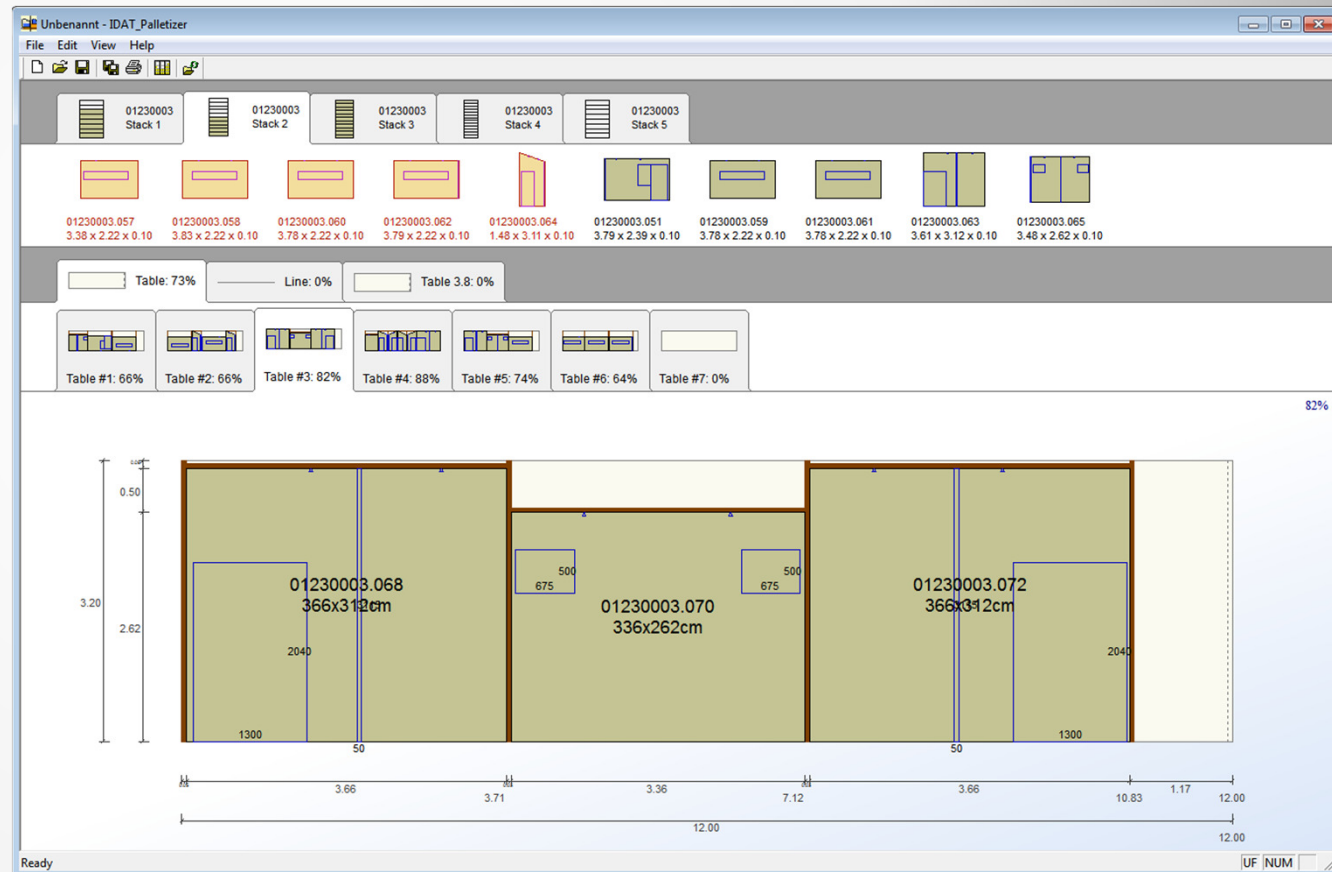 Unbenannt - IDAT_Palletizer
File Edit View Help
01230003 Stack 1
01230003 Stack 2
01230003 Stack 3
01230003 Stack 4
01230003 Stack 5
01230003.057
3.38 x 2.22 x 0.10
01230003.058
3.83 x 2.22 x 0.10
01230003.060
3.78 x 2.22 x 0.10
01230003.062
3.79 x 2.22 x 0.10
01230003.064
1.48 x 3.11 x 0.10
01230003.051
3.79 x 2.39 x 0.10
01230003.059
3.78 x 2.22 x 0.10
01230003.061
3.78 x 2.22 x 0.10
01230003.063
3.61 x 3.12 x 0.10
01230003.065
3.48 x 2.62 x 0.10
Table: 73%
Line: 0%
Table 3.8: 0%
Table #1: 66%
Table #2: 66%
Table #3: 82%
Table #4: 88%
Table #5: 74%
Table #6: 64%
Table #7: 0%
82%
0.50
3.20
2.62
01230003.068
366x312cm
2040
1300
50
500
675
500
675
01230003.070
336x262cm
01230003.072
366x312cm
2040
1300
50
3.66
3.71
3.36
7.12
3.66
10.83
1.17
12.00
12.00
12.00
Ready
UF NUM